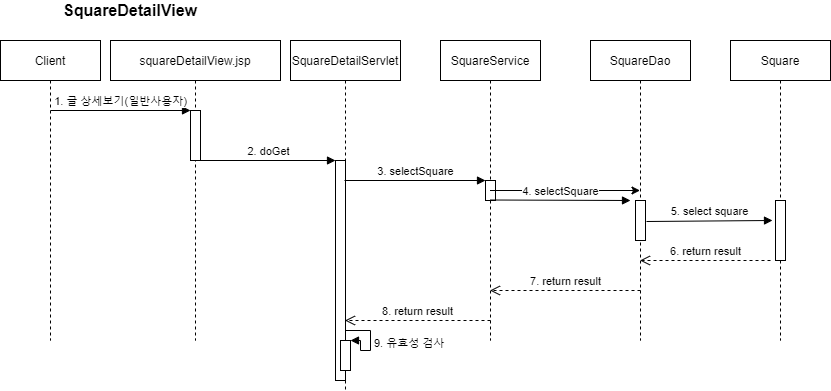 SquareDetailView
Client
squareDetailView.jsp
SquareDetailServlet
SquareService
SquareDao
Square
1. 글 상세보기(일반사용자)
2. doGet
3. selectSquare
4. selectSquare
5. select square
6. return result
7. return result
8. return result
9. 유효성 검사